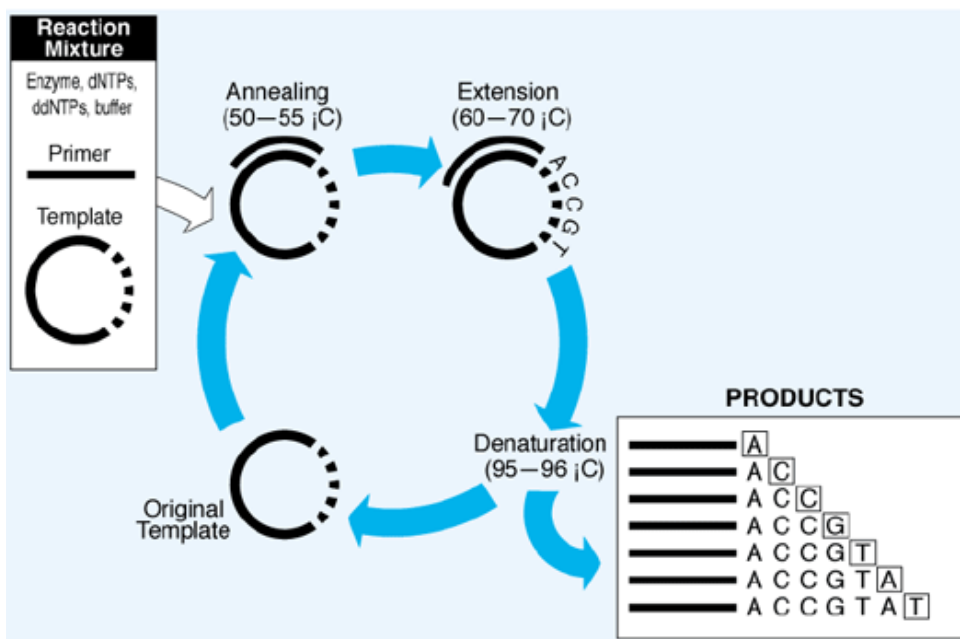 Reaction
Mixture
Enzyme, dNTPs,
ddNTPs, buffer
Primer
Template
Annealing
(50–55 ¡C)
Extension
(60–70 ¡C)
A
C
C
G
T
Denaturation
(95–96 ¡C)
Original
Template
PRODUCTS
A
A C
A C C
A C C G
A C C G T
A C C G T A
A C C G T A T